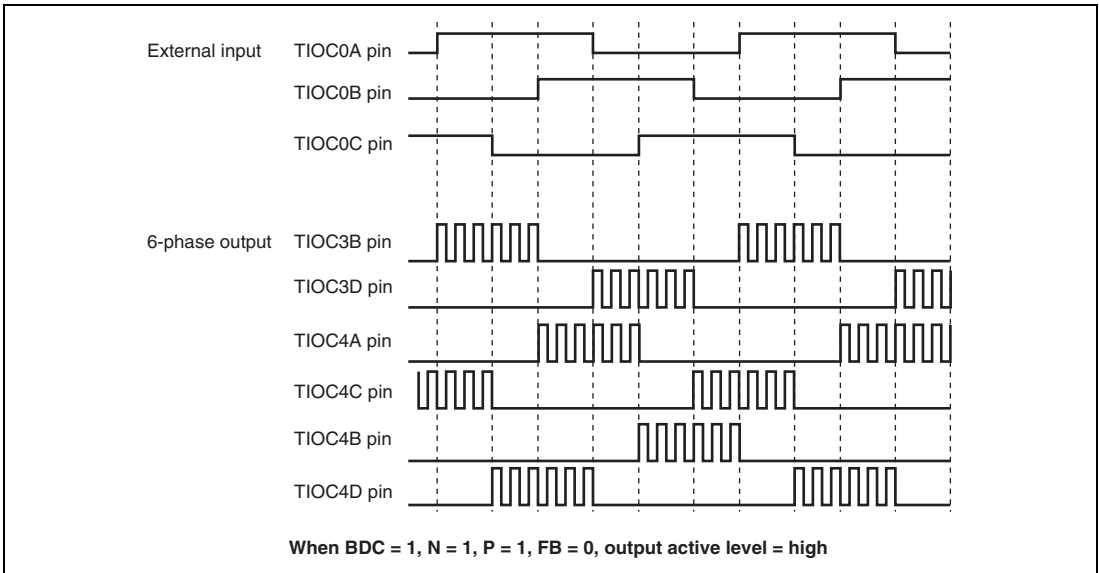 External input TIOC0A pin
TIOC0B pin
TIOC0C pin
6-phase output TIOC3B pin
TIOC3D pin
TIOC4A pin
TIOC4C pin
TIOC4B pin
TIOC4D pin
When BDC = 1, N = 1, P = 1, FB = 0, output active level = high